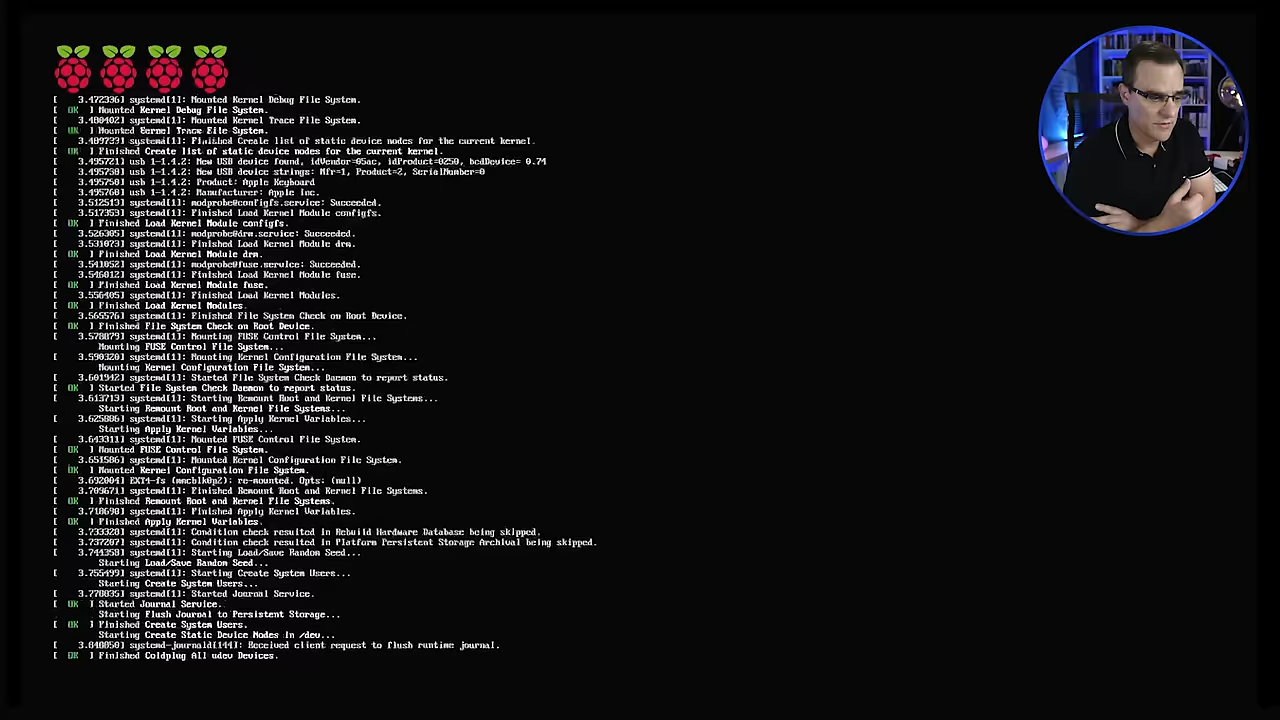 [    3.472336] systemd[1]: Mounted Kernel Debug File System.
[  OK  ] Mounted Kernel Debug File System.
[    3.480402] systemd[1]: Mounted Kernel Trace File System.
[  OK  ] Mounted Kernel Trace File System.
[    3.489733] systemd[1]: Finished Create list of static device nodes for the current kernel.
[  OK  ] Finished Create list of static device nodes for the current kernel.
[    3.495721] usb 1-1.4.2: New USB device found, idVendor=05ac, idProduct=0250, bcdDevice= 0.74
[    3.495738] usb 1-1.4.2: New USB device strings: Mfr=1, Product=2, SerialNumber=0
[    3.495750] usb 1-1.4.2: Product: Apple Keyboard
[    3.495760] usb 1-1.4.2: Manufacturer: Apple Inc.
[    3.512513] systemd[1]: modprobe@configfs.service: Succeeded.
[    3.517353] systemd[1]: Finished Load Kernel Module configfs.
[  OK  ] Finished Load Kernel Module configfs.
[    3.526305] systemd[1]: modprobe@drm.service: Succeeded.
[    3.531073] systemd[1]: Finished Load Kernel Module drm.
[  OK  ] Finished Load Kernel Module drm.
[    3.541052] systemd[1]: modprobe@fuse.service: Succeeded.
[    3.546012] systemd[1]: Finished Load Kernel Module fuse.
[  OK  ] Finished Load Kernel Module fuse.
[    3.556405] systemd[1]: Finished Load Kernel Modules.
[  OK  ] Finished Load Kernel Modules.
[    3.565576] systemd[1]: Finished File System Check on Root Device.
[  OK  ] Finished File System Check on Root Device.
[    3.578079] systemd[1]: Mounting FUSE Control File System...
Mounting FUSE Control File System...
[    3.590320] systemd[1]: Mounting Kernel Configuration File System...
Mounting Kernel Configuration File System...
[    3.601942] systemd[1]: Started File System Check Daemon to report status.
[  OK  ] Started File System Check Daemon to report status.
[    3.613713] systemd[1]: Starting Remount Root and Kernel File Systems...
Starting Remount Root and Kernel File Systems...
[    3.625886] systemd[1]: Starting Apply Kernel Variables...
Starting Apply Kernel Variables...
[    3.643311] systemd[1]: Mounted FUSE Control File System.
[  OK  ] Mounted FUSE Control File System.
[    3.651586] systemd[1]: Mounted Kernel Configuration File System.
[  OK  ] Mounted Kernel Configuration File System.
[    3.692004] EXT4-fs (mmcblk0p2): re-mounted. Opts: (null)
[    3.709671] systemd[1]: Finished Remount Root and Kernel File Systems.
[  OK  ] Finished Remount Root and Kernel File Systems.
[    3.718698] systemd[1]: Finished Apply Kernel Variables.
[  OK  ] Finished Apply Kernel Variables.
[    3.733320] systemd[1]: Condition check resulted in Rebuild Hardware Database being skipped.
[    3.737207] systemd[1]: Condition check resulted in Platform Persistent Storage Archival being skipped.
[    3.744358] systemd[1]: Starting Load/Save Random Seed...
Starting Load/Save Random Seed...
[    3.755499] systemd[1]: Starting Create System Users...
Starting Create System Users...
[    3.778035] systemd[1]: Started Journal Service.
[  OK  ] Started Journal Service.
Starting Flush Journal to Persistent Storage...
[  OK  ] Finished Create System Users.
Starting Create Static Device Nodes in /dev...
[    3.848050] systemd-journald[144]: Received client request to flush runtime journal.
[  OK  ] Finished Coldplug All udev Devices.